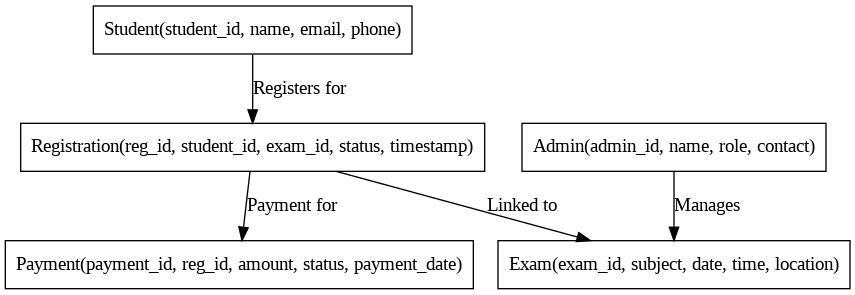 Student(student_id, name, email, phone)
Registers for
Registration(reg_id, student_id, exam_id, status, timestamp)
Admin(admin_id, name, role, contact)
Payment for
Linked to
Manages
Payment(payment_id, reg_id, amount, status, payment_date)
Exam(exam_id, subject, date, time, location)